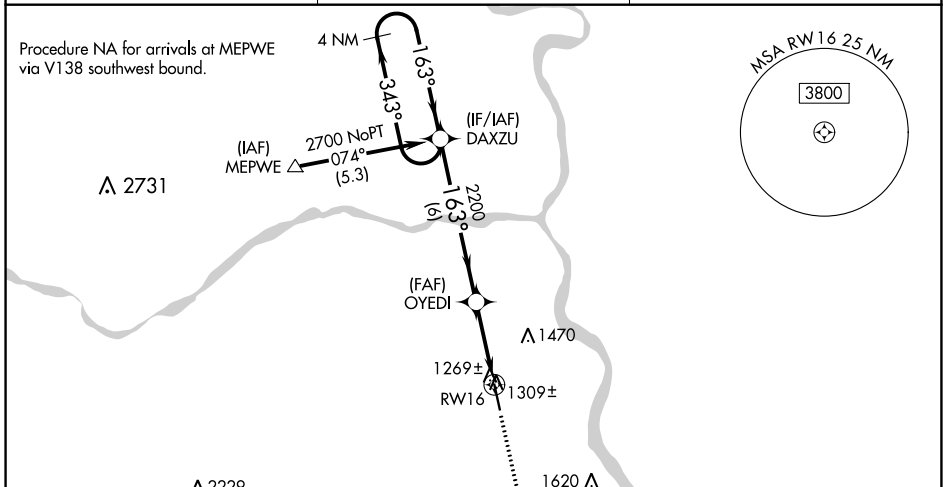 Procedure NA for arrivals at MEPWE
via V138 southwest bound.
4 NM
163°
343°
(IF/IAF)
DAXZU
(IAF)
MEPWE
2700 NoPT
074°
(5.3)
2731
2200
163°
(6)
(FAF)
OYEDI
1470
1269±
RW16
1309±
2229
1620
MSA RW16 25 NM
3800